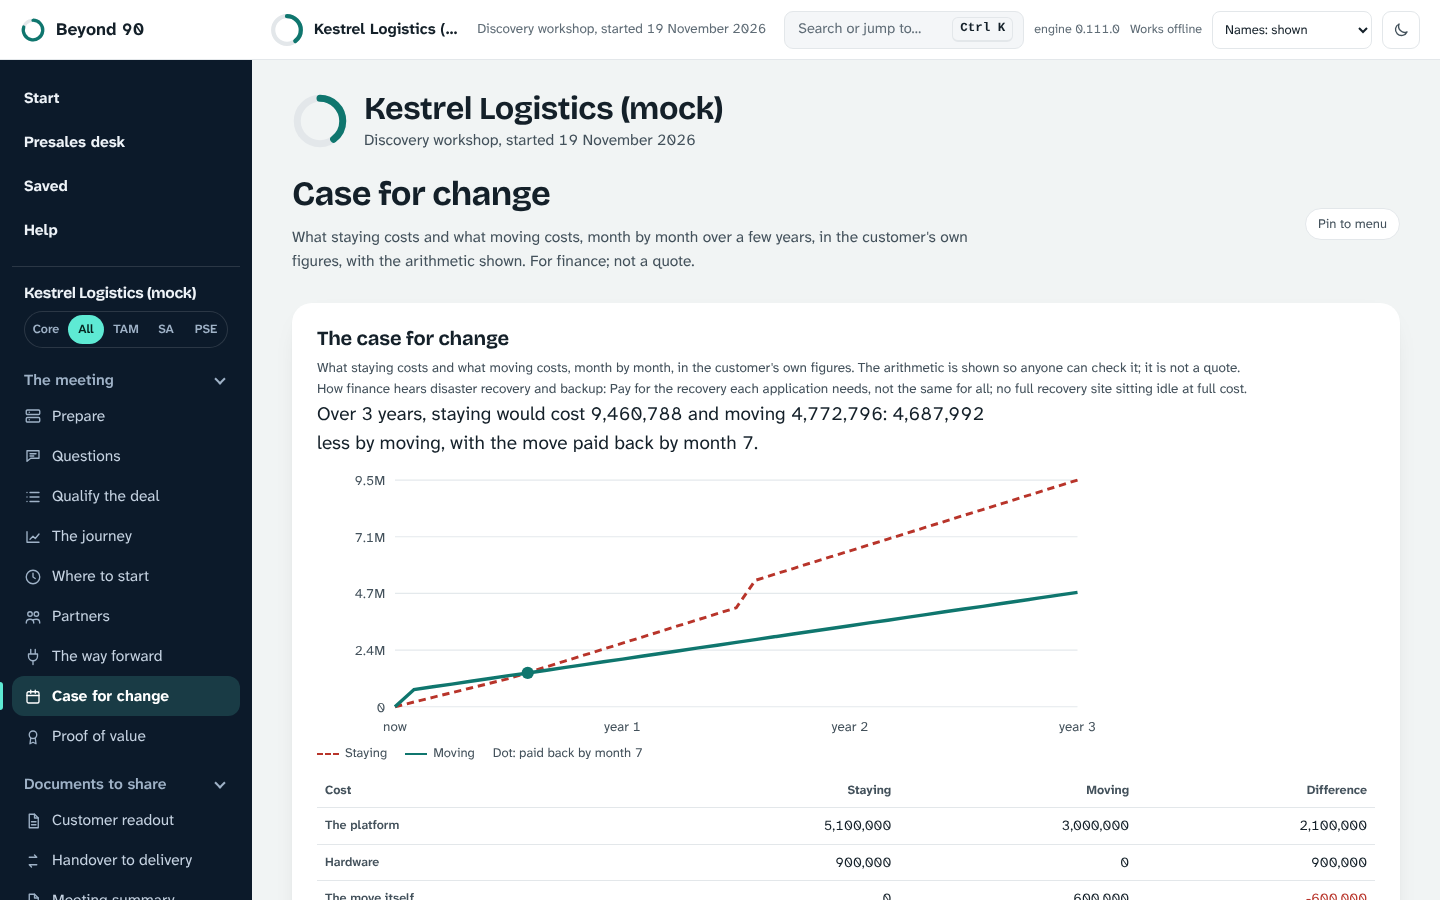 Beyond 90
Kestrel Logistics (...
Discovery workshop, started 19 November 2026
Search or jump to...
Ctrl K
engine 0.111.0
Works offline
Names: shown
Start
Presales desk
Saved
Help
Kestrel Logistics (mock)
Core All TAM SA PSE
The meeting
Prepare
Questions
Qualify the deal
The journey
Where to start
Partners
The way forward
Case for change
Proof of value
Documents to share
Customer readout
Handover to delivery
Meeting summary
Kestrel Logistics (mock)
Discovery workshop, started 19 November 2026
Case for change
What staying costs and what moving costs, month by month over a few years, in the customer's own
figures, with the arithmetic shown. For finance; not a quote.
Pin to menu
The case for change
What staying costs and what moving costs, month by month, in the customer's own figures. The arithmetic is shown so anyone can check it; it is not a quote.
How finance hears disaster recovery and backup: Pay for the recovery each application needs, not the same for all; no full recovery site sitting idle at full cost.
Over 3 years, staying would cost 9,460,788 and moving 4,772,796: 4,687,992
less by moving, with the move paid back by month 7.
9.5M
7.1M
4.7M
2.4M
0
now year 1 year 2 year 3
Staying Moving Dot: paid back by month 7
Cost Staying Moving Difference
The platform 5,100,000 3,000,000 2,100,000
Hardware 900,000 0 900,000
The move itself 0 600,000 -600,000